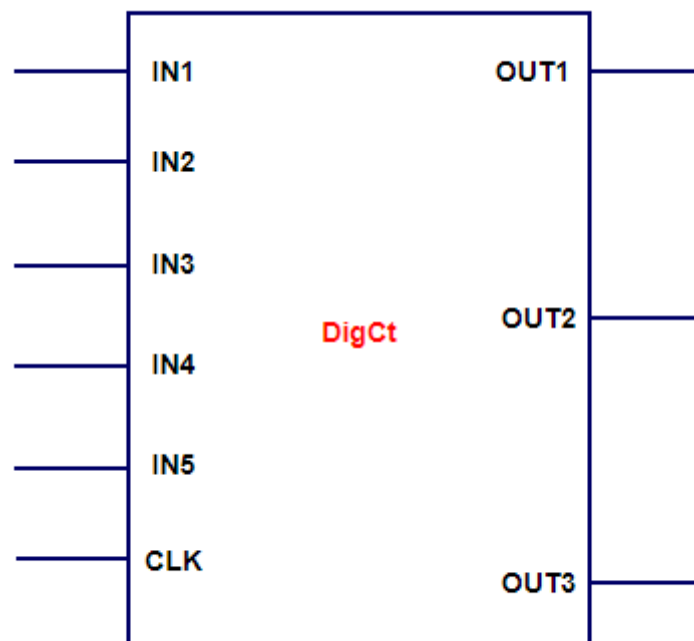 IN1 OUT1
IN2
IN3
DigCt OUT2
IN4
IN5
CLK OUT3